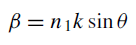 β = n₁k sin θ